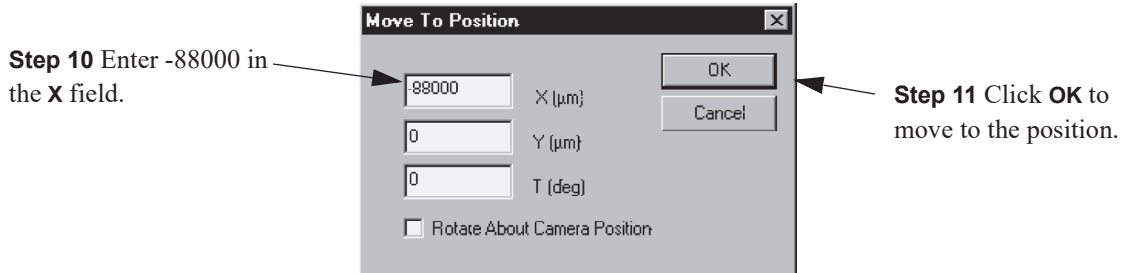 Move To Position
Step 10 Enter -88000 in
the X field.
-88000
X (µm)
OK
Cancel
Step 11 Click OK to
move to the position.
0
Y (µm)
0
T (deg)
Rotate About Camera Position